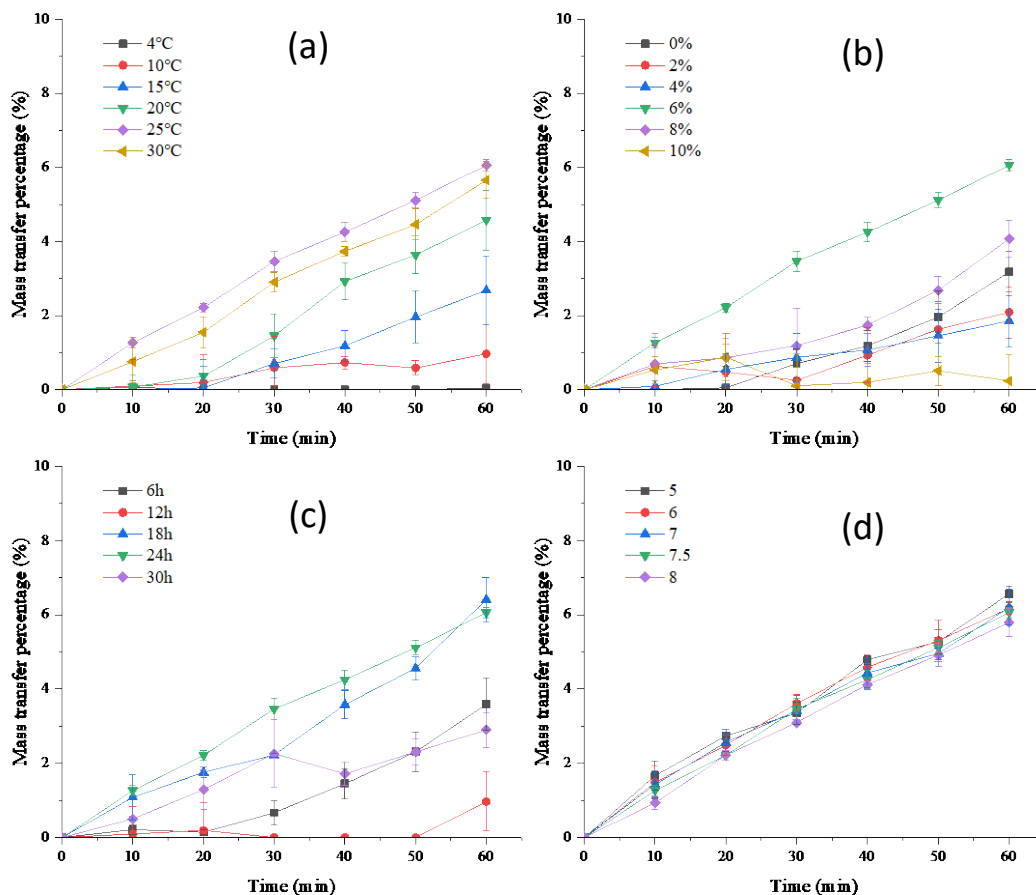 (a)
4°C
10°C
15°C
20°C
25°C
30°C
Mass transfer percentage (%)
10
8
6
4
2
0
0 10 20 30 40 50 60
Time (min)
(b)
0%
2%
4%
6%
8%
10%
Mass transfer percentage (%)
10
8
6
4
2
0
0 10 20 30 40 50 60
Time (min)
(c)
6h
12h
18h
24h
30h
Mass transfer percentage (%)
10
8
6
4
2
0
0 10 20 30 40 50 60
Time (min)
(d)
5
6
7
7.5
8
Mass transfer percentage (%)
10
8
6
4
2
0
0 10 20 30 40 50 60
Time (min)